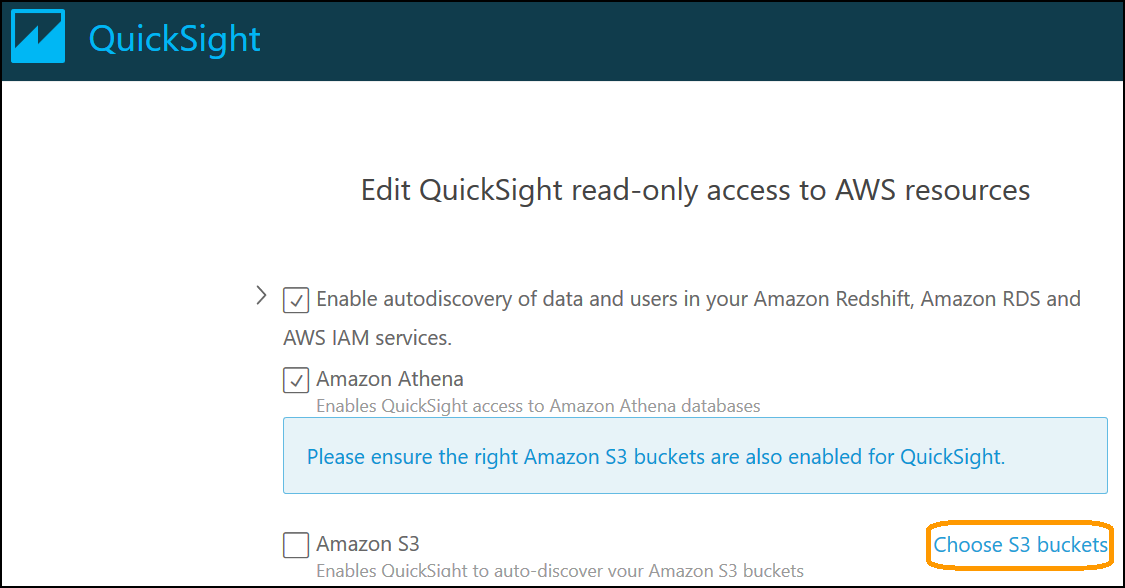 QuickSight
Edit QuickSight read-only access to AWS resources
Enable autodiscovery of data and users in your Amazon Redshift, Amazon RDS and
AWS IAM services.
Amazon Athena
Enables QuickSight access to Amazon Athena databases
Please ensure the right Amazon S3 buckets are also enabled for QuickSight.
Amazon S3
Choose S3 buckets
Enables QuickSight to auto-discover your Amazon S3 buckets